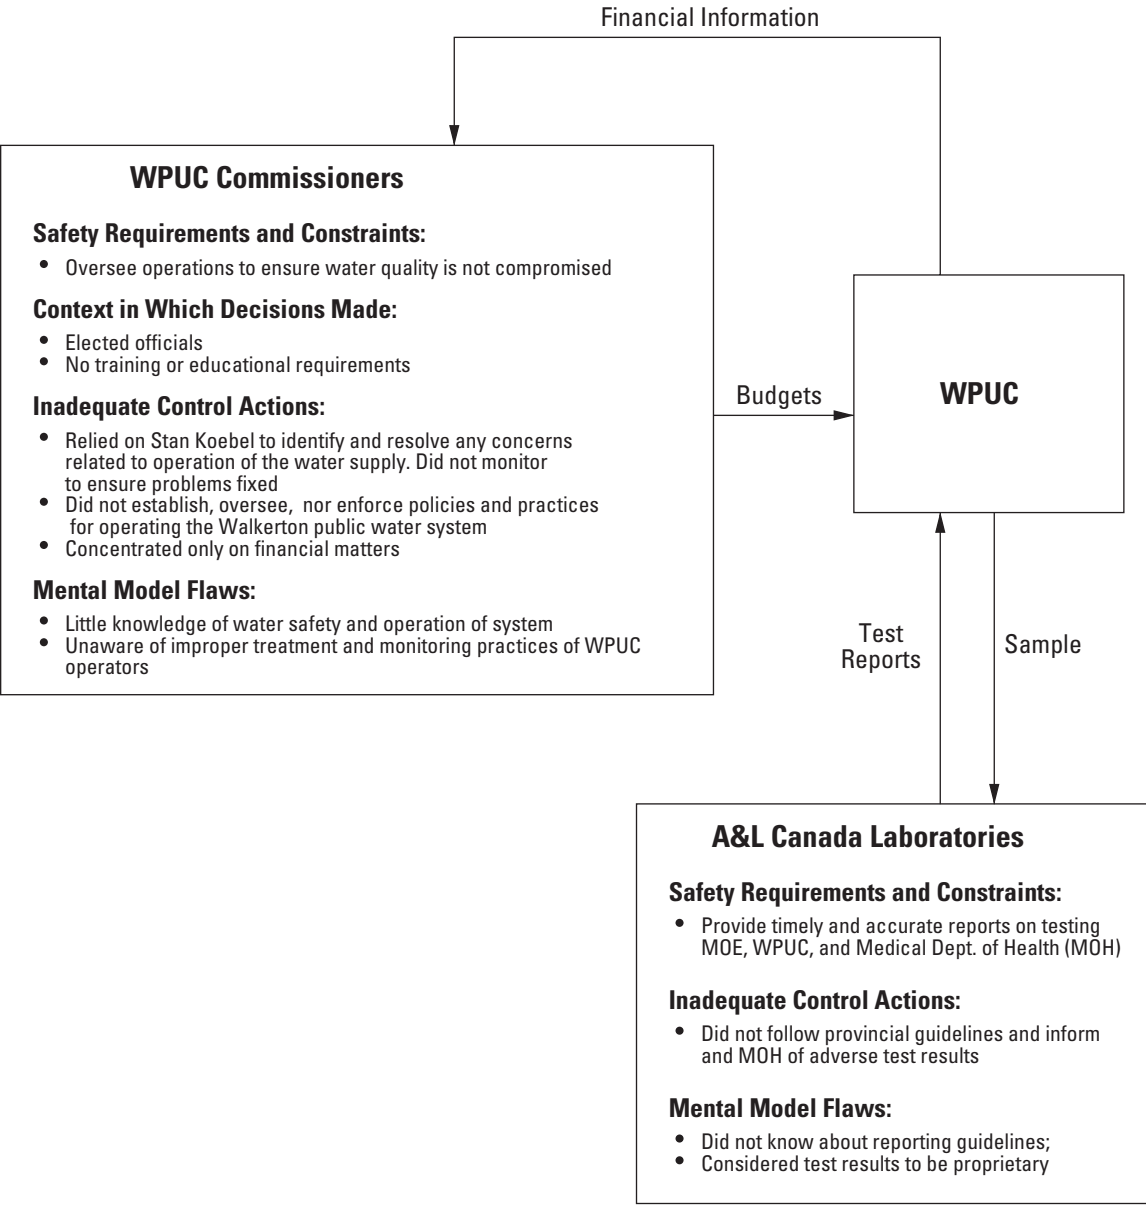 Financial Information
WPUC Commissioners
Safety Requirements and Constraints:
• Oversee operations to ensure water quality is not compromised
Context in Which Decisions Made:
• Elected officials
• No training or educational requirements
Inadequate Control Actions:
• Relied on Stan Koebel to identify and resolve any concerns
related to operation of the water supply. Did not monitor
to ensure problems fixed
• Did not establish, oversee, nor enforce policies and practices
for operating the Walkerton public water system
• Concentrated only on financial matters
Mental Model Flaws:
• Little knowledge of water safety and operation of system
• Unaware of improper treatment and monitoring practices of WPUC
operators
Budgets
WPUC
Test
Reports
Sample
A&L Canada Laboratories
Safety Requirements and Constraints:
• Provide timely and accurate reports on testing
MOE, WPUC, and Medical Dept. of Health (MOH)
Inadequate Control Actions:
• Did not follow provincial guidelines and inform
and MOH of adverse test results
Mental Model Flaws:
• Did not know about reporting guidelines;
• Considered test results to be proprietary